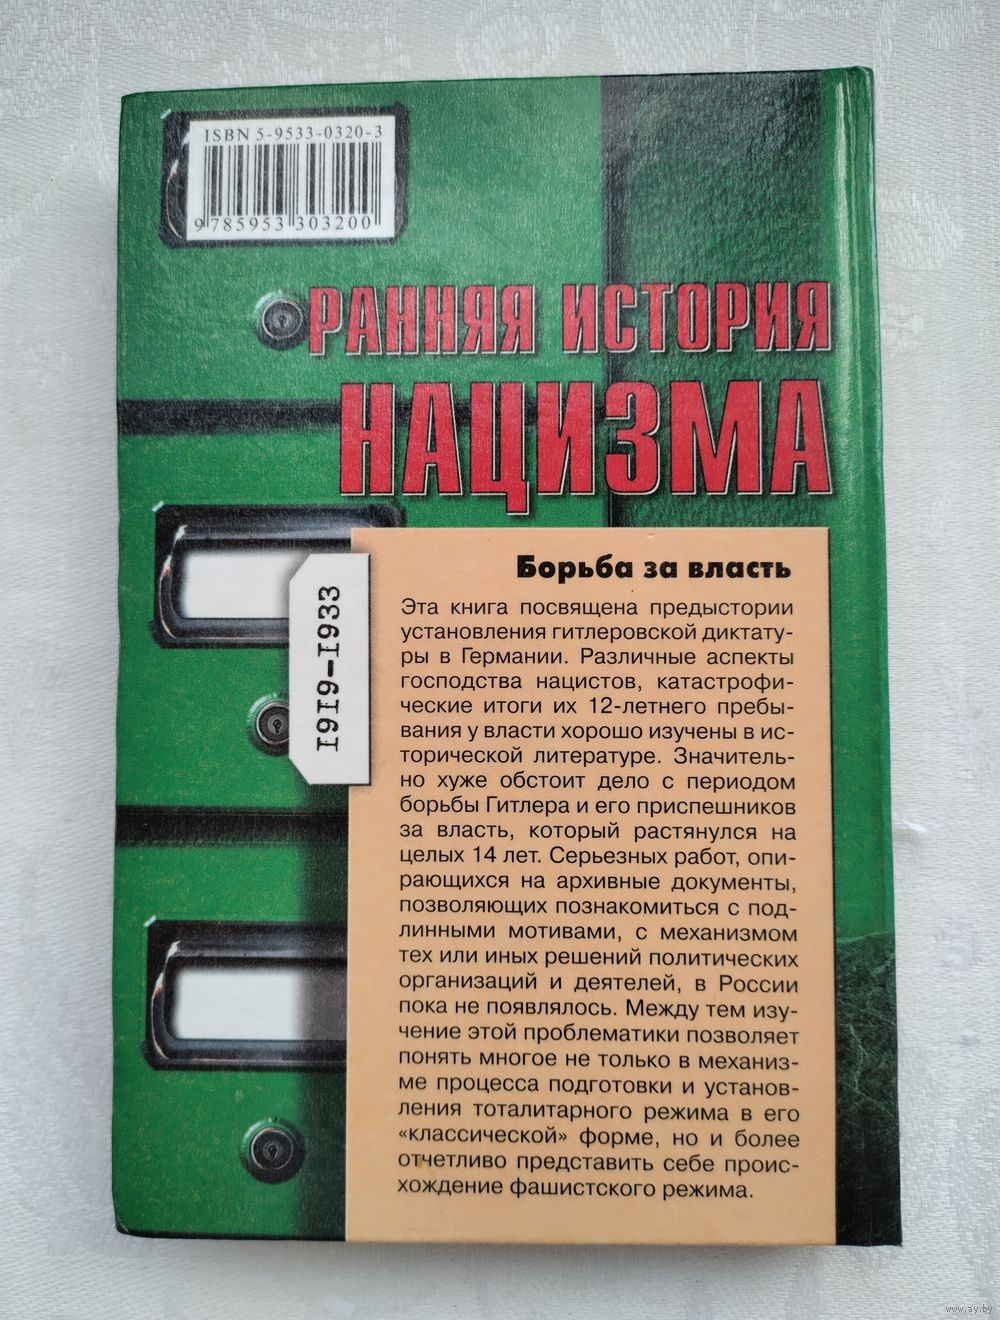 ISBN 5-9533-0320-3
9 785953 303200
РАННЯЯ ИСТОРИЯ
НАЦИЗМА
1919-1933
Борьба за власть
Эта книга посвящена предыстории
установления гитлеровской диктату-
ры в Германии. Различные аспекты
господства нацистов, катастрофи-
ческие итоги их 12-летнего пребы-
вания у власти хорошо изучены в ис-
торической литературе. Значитель-
но хуже обстоит дело с периодом
борьбы Гитлера и его приспешников
за власть, который растянулся на
целых 14 лет. Серьезных работ, опи-
рающихся на архивные документы,
позволяющих познакомиться с под-
линными мотивами, с механизмом
тех или иных решений политических
организаций и деятелей, в России
пока не появлялось. Между тем изу-
чение этой проблематики позволяет
понять многое не только в механиз-
ме процесса подготовки и установ-
ления тоталитарного режима в его
«классической» форме, но и более
отчетливо представить себе проис-
хождение фашистского режима.
www.ay.by